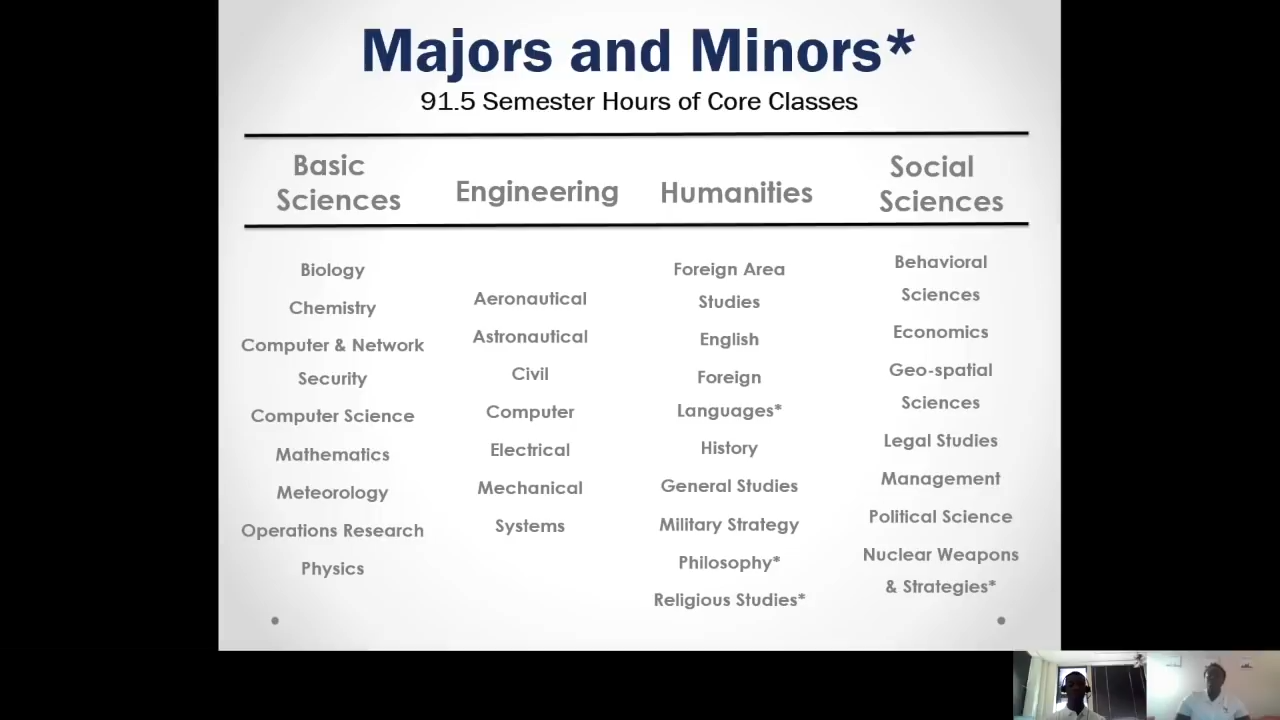 Majors and Minors*
91.5 Semester Hours of Core Classes
Basic
Sciences
Engineering
Humanities
Social
Sciences
Biology
Chemistry
Computer & Network
Security
Computer Science
Mathematics
Meteorology
Operations Research
Physics
Aeronautical
Astronautical
Civil
Computer
Electrical
Mechanical
Systems
Foreign Area
Studies
English
Foreign
Languages*
History
General Studies
Military Strategy
Philosophy*
Religious Studies*
Behavioral
Sciences
Economics
Geo-spatial
Sciences
Legal Studies
Management
Political Science
Nuclear Weapons
& Strategies*